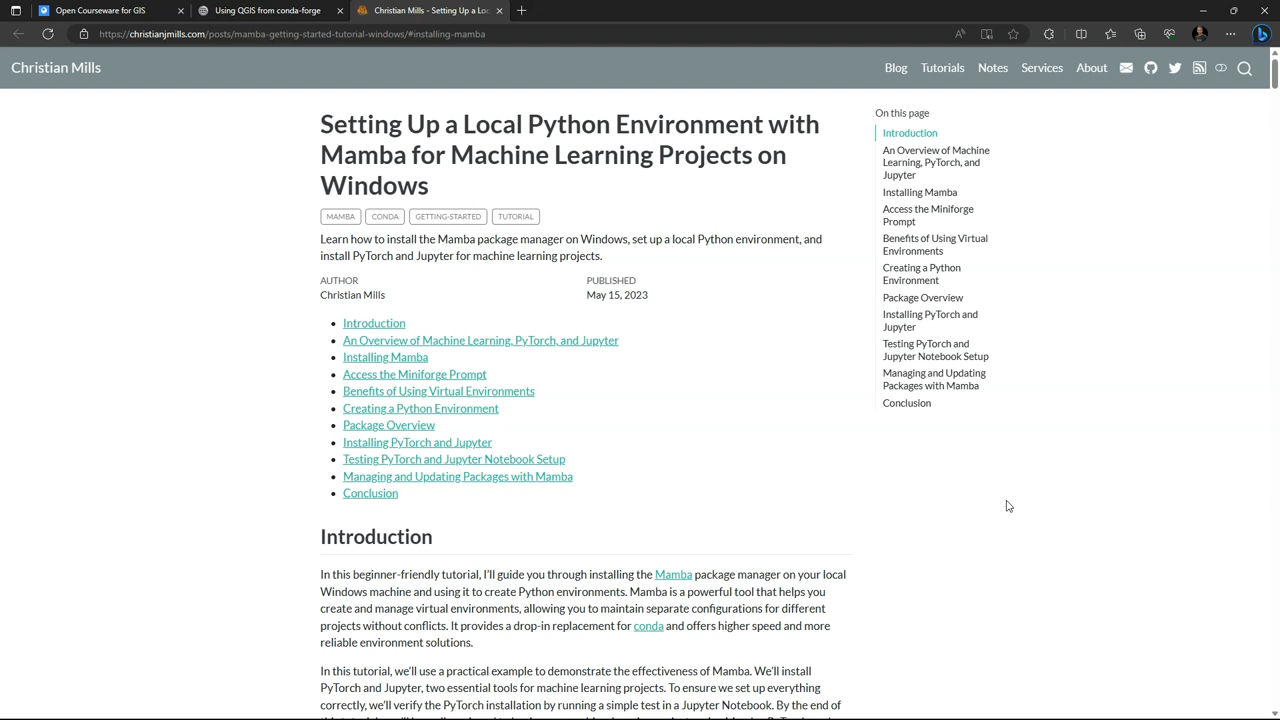 Open Courseware for GIS
Using QGIS from conda-forge
Christian Mills - Setting Up a Loc
https://christianjmills.com/posts/mamba-getting-started-tutorial-windows/#installing-mamba
Christian Mills
Blog Tutorials Notes Services About
Setting Up a Local Python Environment with
Mamba for Machine Learning Projects on
Windows
MAMBA CONDA GETTING-STARTED TUTORIAL
Learn how to install the Mamba package manager on Windows, set up a local Python environment, and
install PyTorch and Jupyter for machine learning projects.
AUTHOR PUBLISHED
Christian Mills May 15, 2023
Introduction
An Overview of Machine Learning, PyTorch, and Jupyter
Installing Mamba
Access the Miniforge Prompt
Benefits of Using Virtual Environments
Creating a Python Environment
Package Overview
Installing PyTorch and Jupyter
Testing PyTorch and Jupyter Notebook Setup
Managing and Updating Packages with Mamba
Conclusion
Introduction
In this beginner-friendly tutorial, I'll guide you through installing the Mamba package manager on your local
Windows machine and using it to create Python environments. Mamba is a powerful tool that helps you
create and manage virtual environments, allowing you to maintain separate configurations for different
projects without conflicts. It provides a drop-in replacement for conda and offers higher speed and more
reliable environment solutions.
In this tutorial, we'll use a practical example to demonstrate the effectiveness of Mamba. We'll install
PyTorch and Jupyter, two essential tools for machine learning projects. To ensure we set up everything
correctly, we'll verify the PyTorch installation by running a simple test in a Jupyter Notebook. By the end of
On this page
Introduction
An Overview of Machine
Learning, PyTorch, and
Jupyter
Installing Mamba
Access the Miniforge
Prompt
Benefits of Using Virtual
Environments
Creating a Python
Environment
Package Overview
Installing PyTorch and
Jupyter
Testing PyTorch and
Jupyter Notebook Setup
Managing and Updating
Packages with Mamba
Conclusion